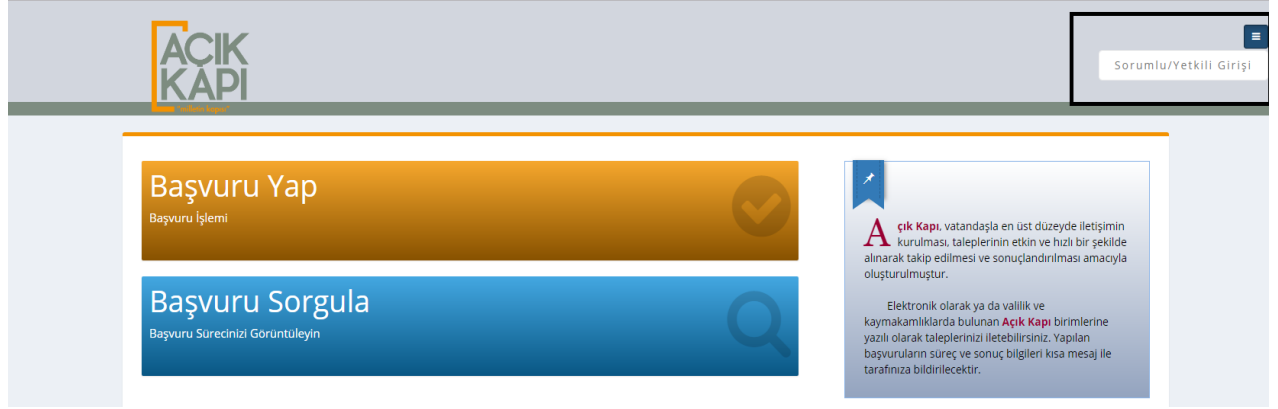 AÇIK
KAPI
"milletin kapısı"
Sorumlu/Yetkili Girişi
Başvuru Yap
Başvuru İşlemi
Başvuru Sorgula
Başvuru Sürecinizi Görüntüleyin
Açık Kapı, vatandaşla en üst düzeyde iletişimin
kurulması, taleplerinin etkin ve hızlı bir şekilde
alınarak takip edilmesi ve sonuçlandırılması amacıyla
oluşturulmuştur.
Elektronik olarak ya da valilik ve
kaymakamlıklarda bulunan Açık Kapı birimlerine
yazılı olarak taleplerinizi iletebilirsiniz. Yapılan
başvuruların süreç ve sonuç bilgileri kısa mesaj ile
tarafınıza bildirilecektir.